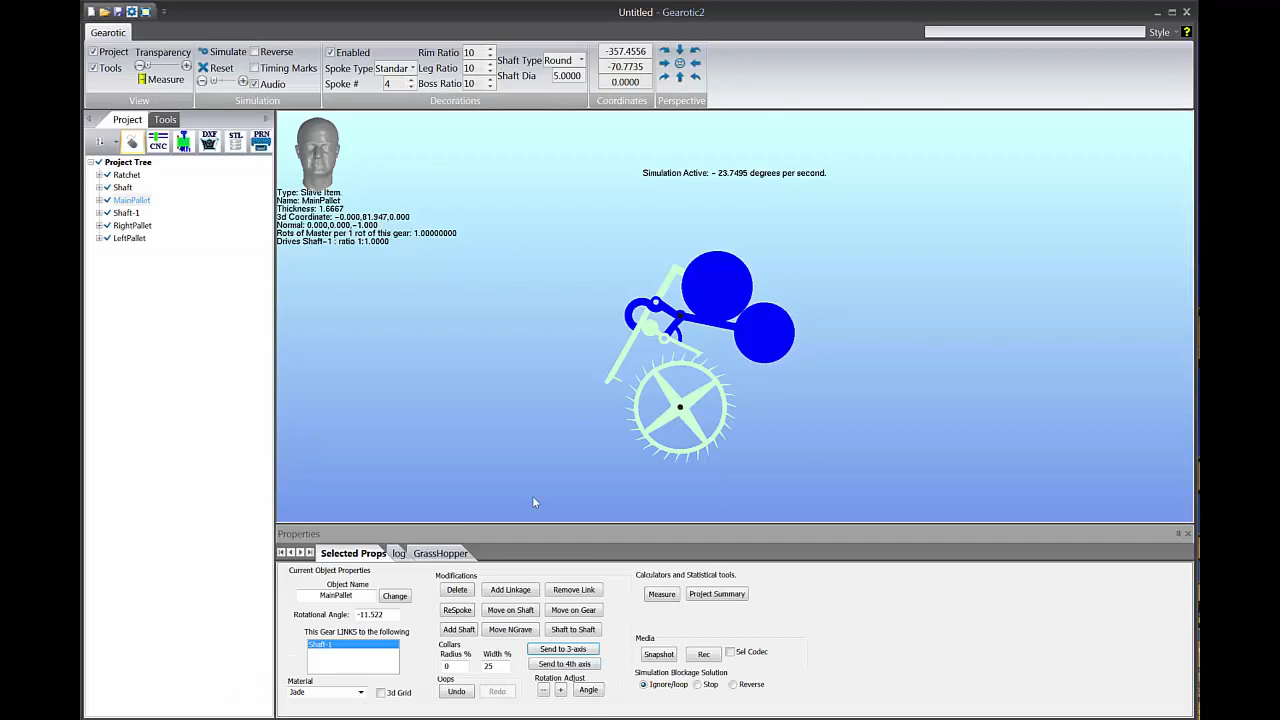 Untitled - Gearotic2
Gearotic
Style
Project
Transparency
Simulate
Reverse
Enabled
Rim Ratio 10
Shaft Type Round
-357.4556
Tools
Reset
Timing Marks
Spoke Type Standar
Leg Ratio 10
Shaft Dia 5.0000
-70.7735
Measure
Audio
Spoke # 4
Boss Ratio 10
0.0000
View
Simulation
Decorations
Coordinates
Perspective
Project
Tools
CNC
4th
DXF
STL
PRN
Project Tree
Ratchet
Shaft
MainPallet
Shaft-1
RightPallet
LeftPallet
Simulation Active: - 23.7495 degrees per second.
Type: Slave Item.
Name: MainPallet
Thickness: 1.6667
3d Coordinate: -0.000,81.947,0.000
Normal: 0.000,0.000,-1.000
Rots of Master per 1 rot of this gear: 1.00000000
Drives Shaft-1 : ratio 1:1.0000
Properties
Selected Props
log
GrassHopper
Current Object Properties
Object Name
MainPallet
Change
Rotational Angle: -11.522
This Gear LINKS to the following
Shaft-1
Material
Jade
3d Grid
Modifications
Delete
Add Linkage
Remove Link
ReSpoke
Move on Shaft
Move on Gear
Add Shaft
Move NGrave
Shaft to Shaft
Collars
Radius %
Width %
0
25
Send to 3-axis
Send to 4th axis
Oops
Undo
Redo
Rotation Adjust
--
+
Angle
Calculators and Statistical tools.
Measure
Project Summary
Media
Snapshot
Rec
Sel Codec
Simulation Blockage Solution
Ignore/loop
Stop
Reverse